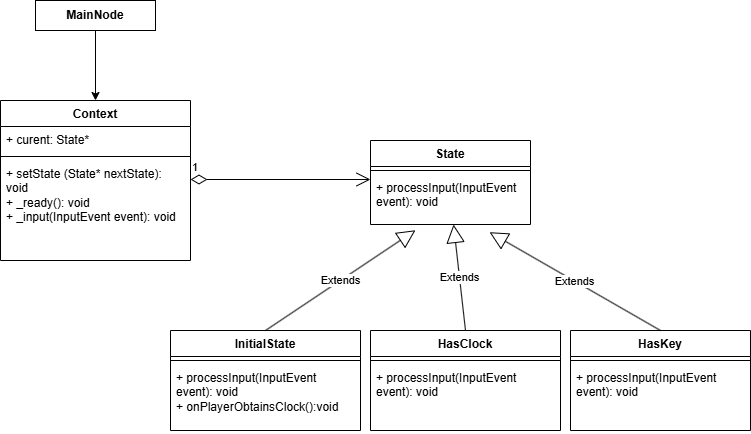 MainNode
Context
+ curent: State*
+ setState (State* nextState):
void
+ _ready(): void
+ _input(InputEvent event): void
1
State
+ processInput(InputEvent
event): void
Extends
Extends
Extends
InitialState
+ processInput(InputEvent
event): void
+ onPlayerObtainsClock():void
HasClock
+ processInput(InputEvent
event): void
HasKey
+ processInput(InputEvent
event): void